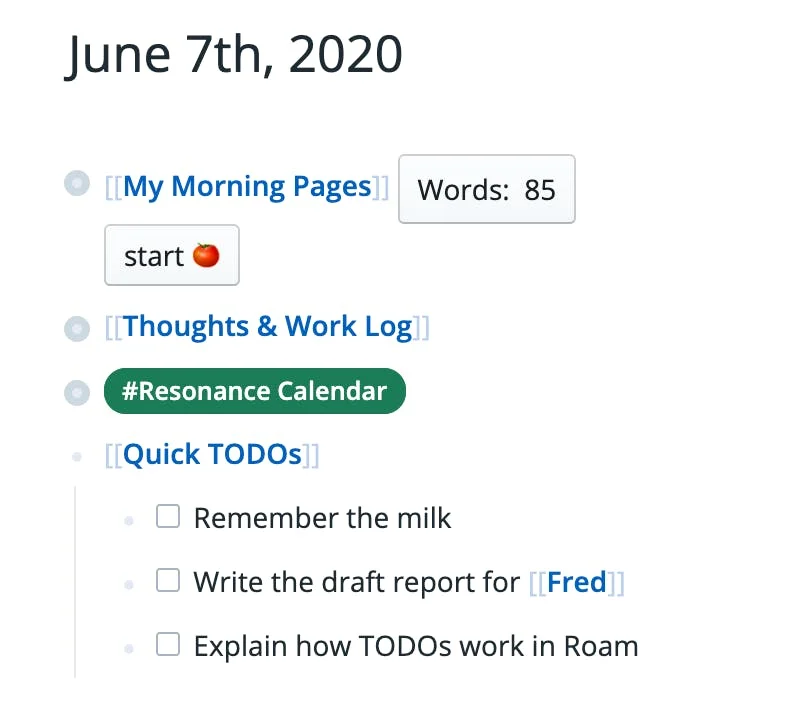 June 7th, 2020
[[My Morning Pages]] Words: 85
start 🍅
[[Thoughts & Work Log]]
#Resonance Calendar
[[Quick TODOs]]
Remember the milk
Write the draft report for [[Fred]]
Explain how TODOs work in Roam